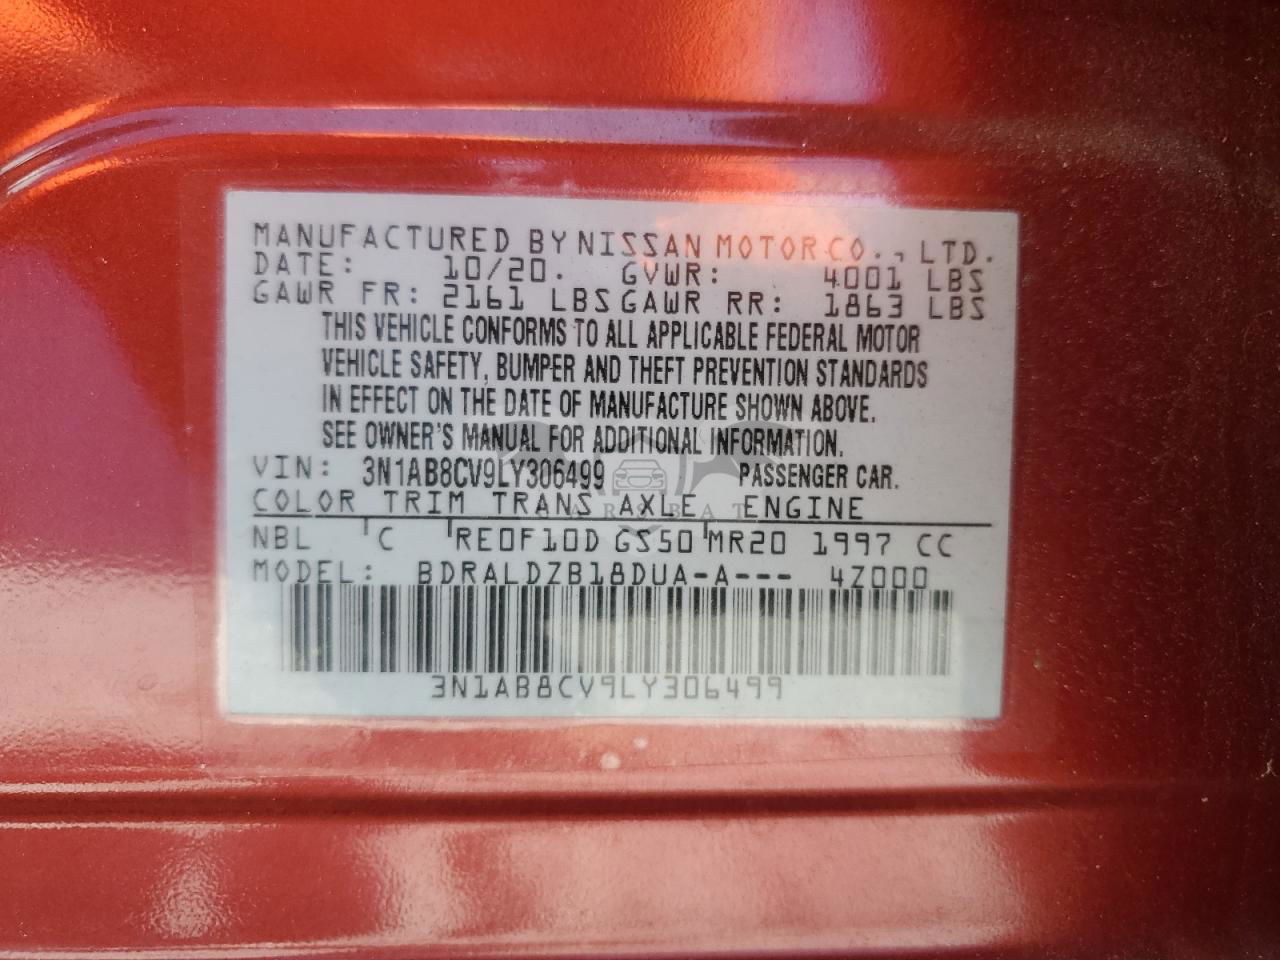 MANUFACTURED BY NISSAN MOTOR CO., LTD.
DATE: 10/20. GVWR: 4001 LBS
GAWR FR: 2161 LBS GAWR RR: 1863 LBS
THIS VEHICLE CONFORMS TO ALL APPLICABLE FEDERAL MOTOR
VEHICLE SAFETY, BUMPER AND THEFT PREVENTION STANDARDS
IN EFFECT ON THE DATE OF MANUFACTURE SHOWN ABOVE.
SEE OWNER'S MANUAL FOR ADDITIONAL INFORMATION.
VIN: 3N1AB8CV9LY306499 PASSENGER CAR.
COLOR TRIM TRANS AXLE ENGINE
NBL C RE0F10D GS50 MR20 1997 CC
MODEL: BDRALDZB18DUA-A--- 4Z000
3N1AB8CV9LY306499